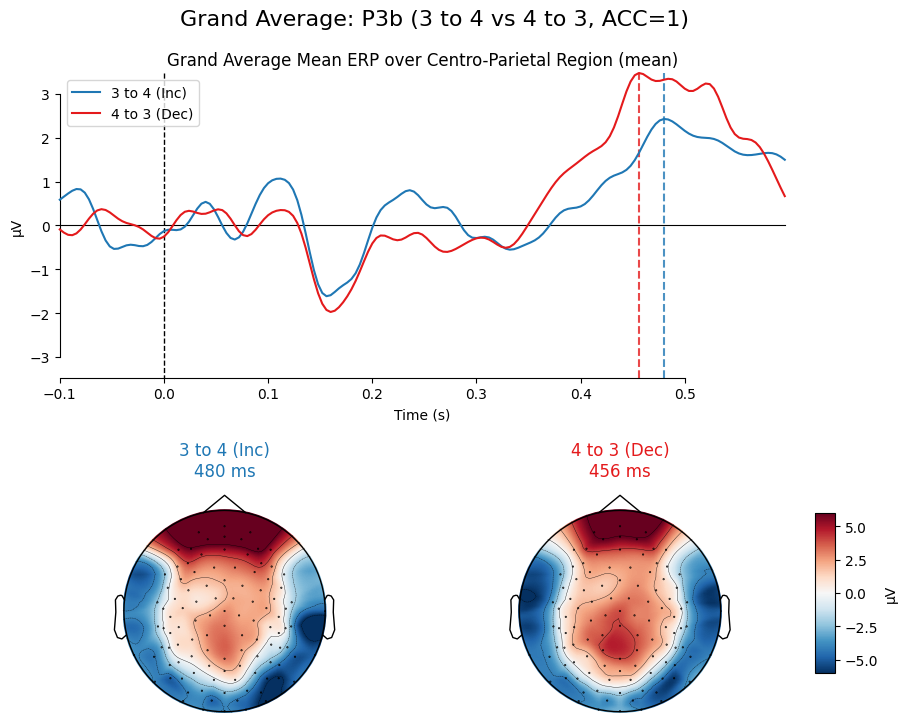 Grand Average: P3b (3 to 4 vs 4 to 3, ACC=1)
Grand Average Mean ERP over Centro-Parietal Region (mean)
3 to 4 (Inc)
4 to 3 (Dec)
3
2
1
0
−1
−2
−3
µV
−0.1 0.0 0.1 0.2 0.3 0.4 0.5
Time (s)
3 to 4 (Inc)
480 ms
4 to 3 (Dec)
456 ms
5.0
2.5
0.0
−2.5
−5.0
µV